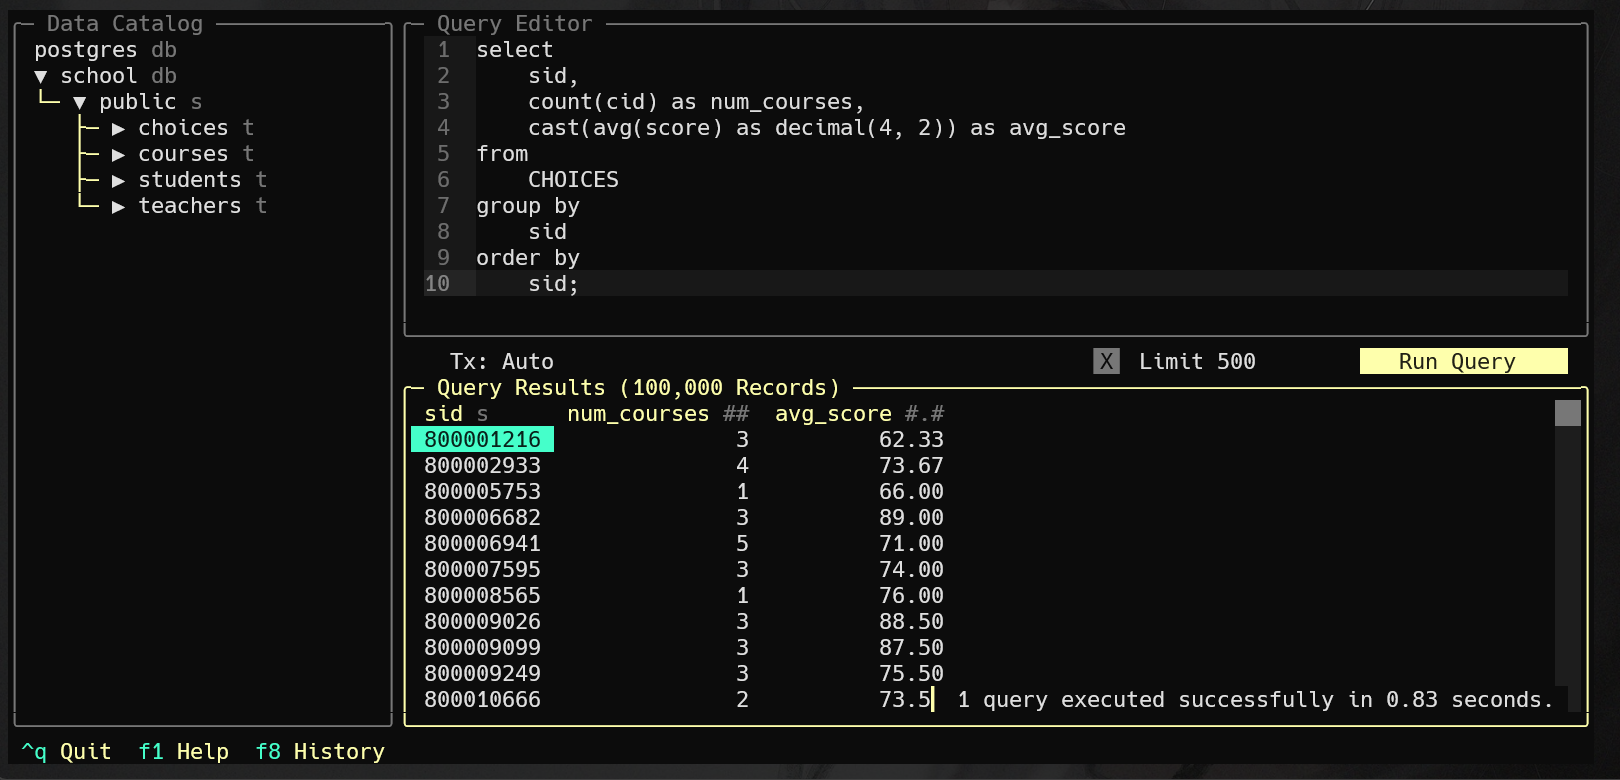 Data Catalog
postgres db
▼ school db
▼ public s
▶ choices t
▶ courses t
▶ students t
▶ teachers t
Query Editor
1 select
2 sid,
3 count(cid) as num_courses,
4 cast(avg(score) as decimal(4, 2)) as avg_score
5 from
6 CHOICES
7 group by
8 sid
9 order by
10 sid;
Tx: Auto X Limit 500 Run Query
Query Results (100,000 Records)
sid s num_courses ## avg_score #.#
800001216 3 62.33
800002933 4 73.67
800005753 1 66.00
800006682 3 89.00
800006941 5 71.00
800007595 3 74.00
800008565 1 76.00
800009026 3 88.50
800009099 3 87.50
800009249 3 75.50
800010666 2 73.5
1 query executed successfully in 0.83 seconds.
^q Quit f1 Help f8 History